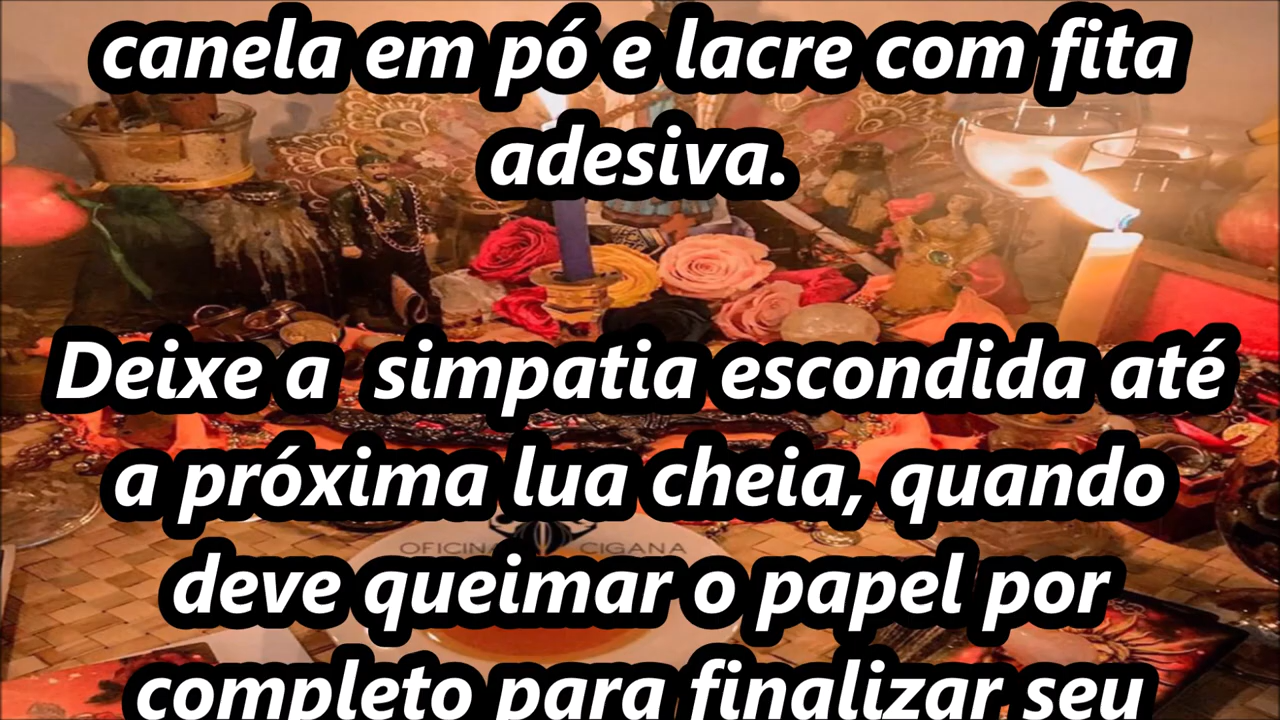 canela em pó e lacre com fita
adesiva.
Deixe a  simpatia escondida até
a próxima lua cheia, quando
OFICINA CIGANA
deve queimar o papel por
completo para finalizar seu